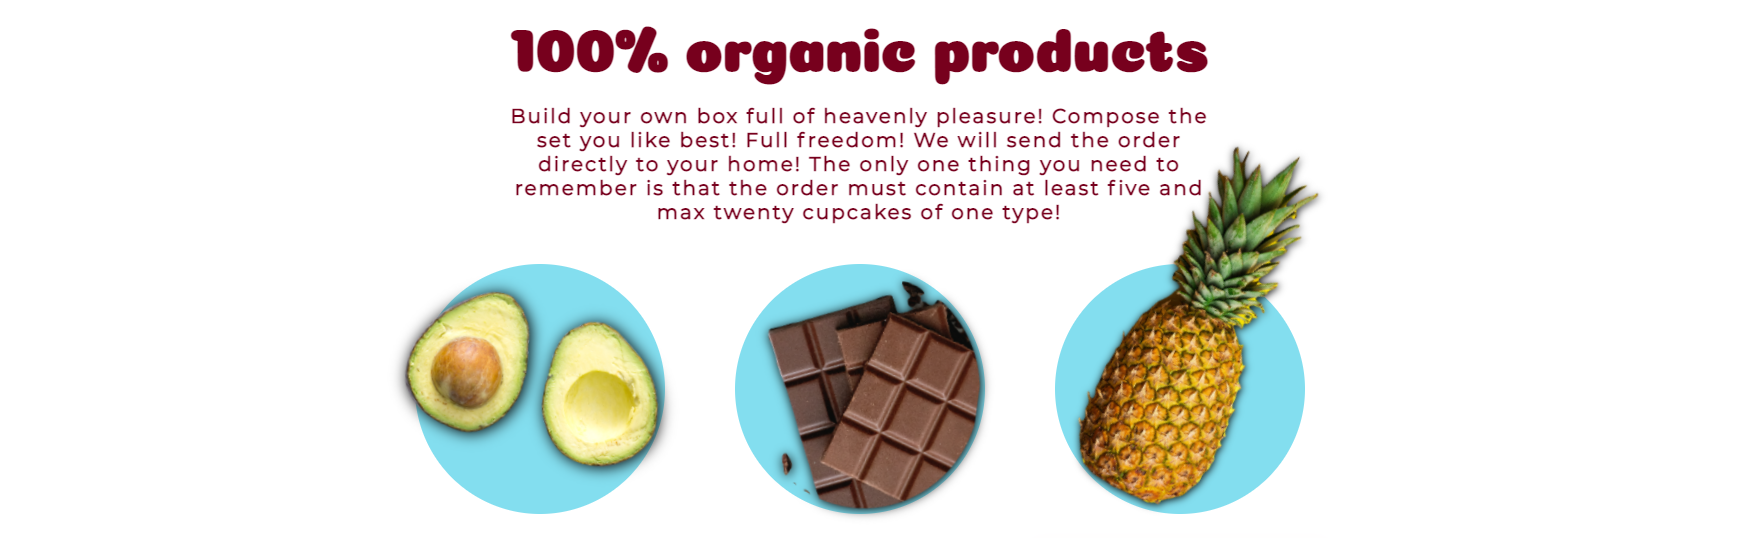 100% organic products
Build your own box full of heavenly pleasure! Compose the
set you like best! Full freedom! We will send the order
directly to your home! The only one thing you need to
remember is that the order must contain at least five and
max twenty cupcakes of one type!